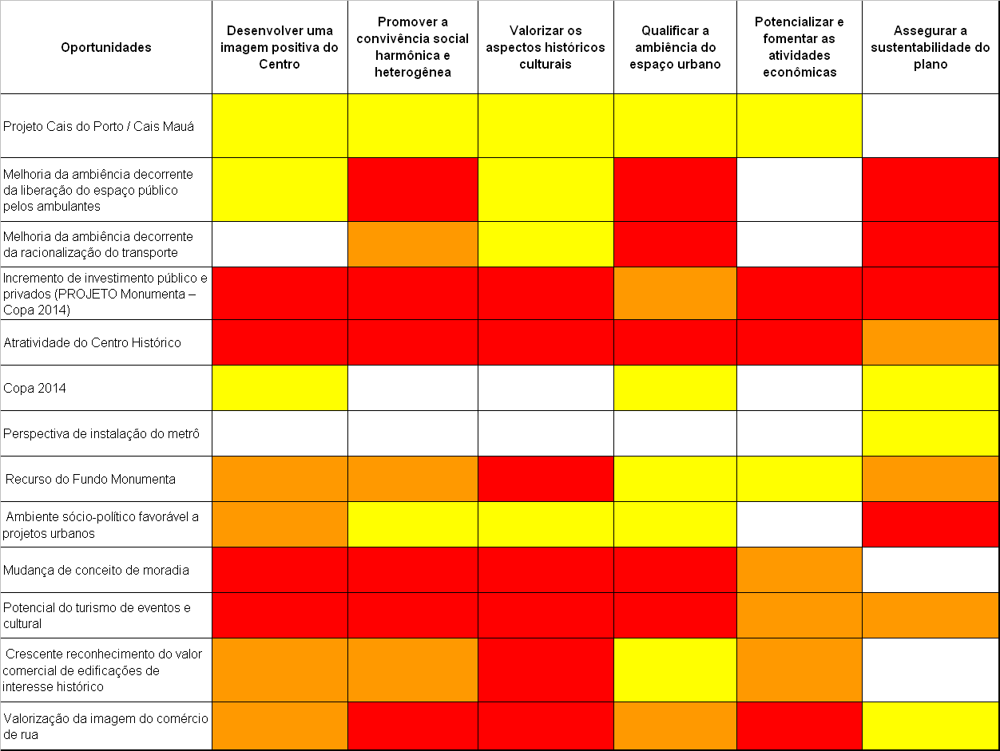 Oportunidades
Desenvolver uma
imagem positiva do
Centro
Promover a
convivência social
harmônica e
heterogênea
Valorizar os
aspectos históricos
culturais
Qualificar a
ambiência do
espaço urbano
Potencializar e
fomentar as
atividades
econômicas
Assegurar a
sustentabilidade do
plano
Projeto Cais do Porto / Cais Mauá
Melhoria da ambiência decorrente
da liberação do espaço público
pelos ambulantes
Melhoria da ambiência decorrente
da racionalização do transporte
Incremento de investimento público e
privados (PROJETO Monumenta –
Copa 2014)
Atratividade do Centro Histórico
Copa 2014
Perspectiva de instalação do metrô
Recurso do Fundo Monumenta
Ambiente sócio-político favorável a
projetos urbanos
Mudança de conceito de moradia
Potencial do turismo de eventos e
cultural
Crescente reconhecimento do valor
comercial de edificações de
interesse histórico
Valorização da imagem do comércio
de rua